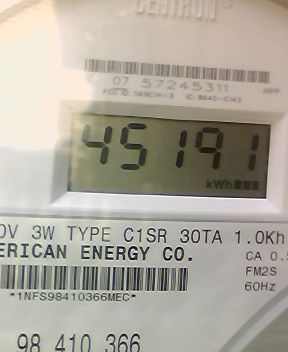 CENTRON®
07 57245311
45191
kWh
0V 3W TYPE C1SR 30TA 1.0Kh
ERICAN ENERGY CO.
CA 0.5
FM2S
*1NFS98410366MEC*
60Hz
98 410 366